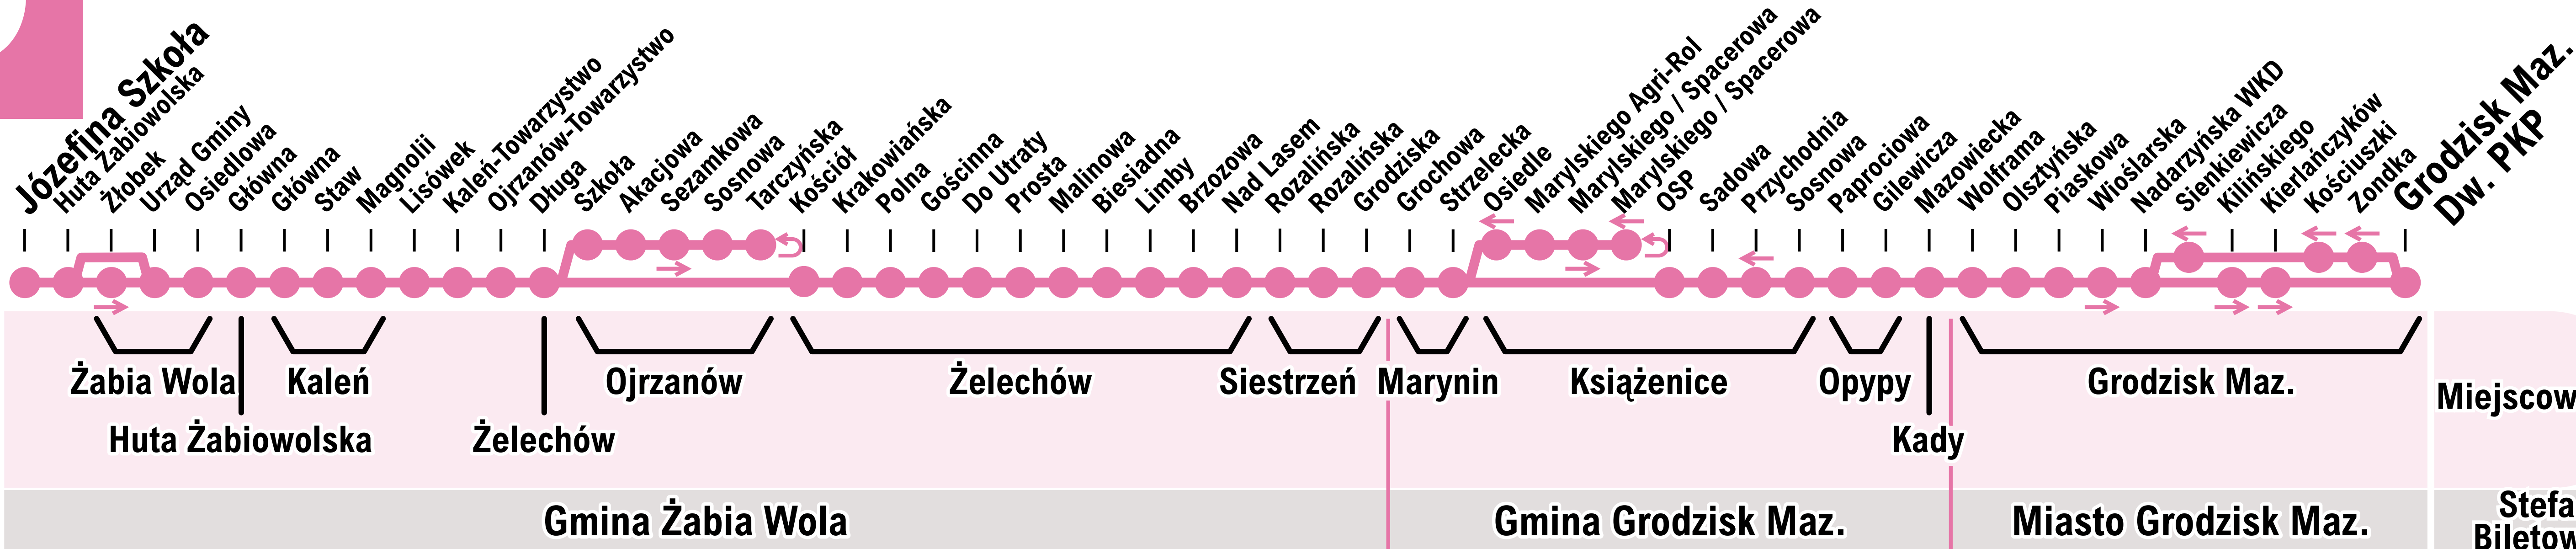 Józefina Szkoła
Huta Żabiowolska
Żłobek
Urząd Gminy
Osiedlowa
Główna
Główna
Staw
Magnolii
Lisówek
Kaleń-Towarzystwo
Ojrzanów-Towarzystwo
Długa
Szkoła
Akacjowa
Sezamkowa
Sosnowa
Tarczyńska
Kościół
Krakowiańska
Polna
Gościnna
Do Utraty
Prosta
Malinowa
Biesiadna
Limby
Brzozowa
Nad Lasem
Rozalińska
Rozalińska
Grodziska
Grochowa
Strzelecka
Osiedle
Marylskiego Agri-Rol
Marylskiego / Spacerowa
Marylskiego / Spacerowa
OSP
Sadowa
Przychodnia
Sosnowa
Paprociowa
Gilewicza
Mazowiecka
Wolframa
Olsztyńska
Piaskowa
Wioślarska
Nadarzyńska WKD
Sienkiewicza
Kilińskiego
Kierlańczyków
Kościuszki
Zondka
Grodzisk Maz.
Dw. PKP
Żabia Wola
Kaleń
Ojrzanów
Żelechów
Siestrzeń
Marynin
Książenice
Opypy
Grodzisk Maz.
Miejscow
Huta Żabiowolska
Żelechów
Kady
Gmina Żabia Wola
Gmina Grodzisk Maz.
Miasto Grodzisk Maz.
Stefa
Biletow